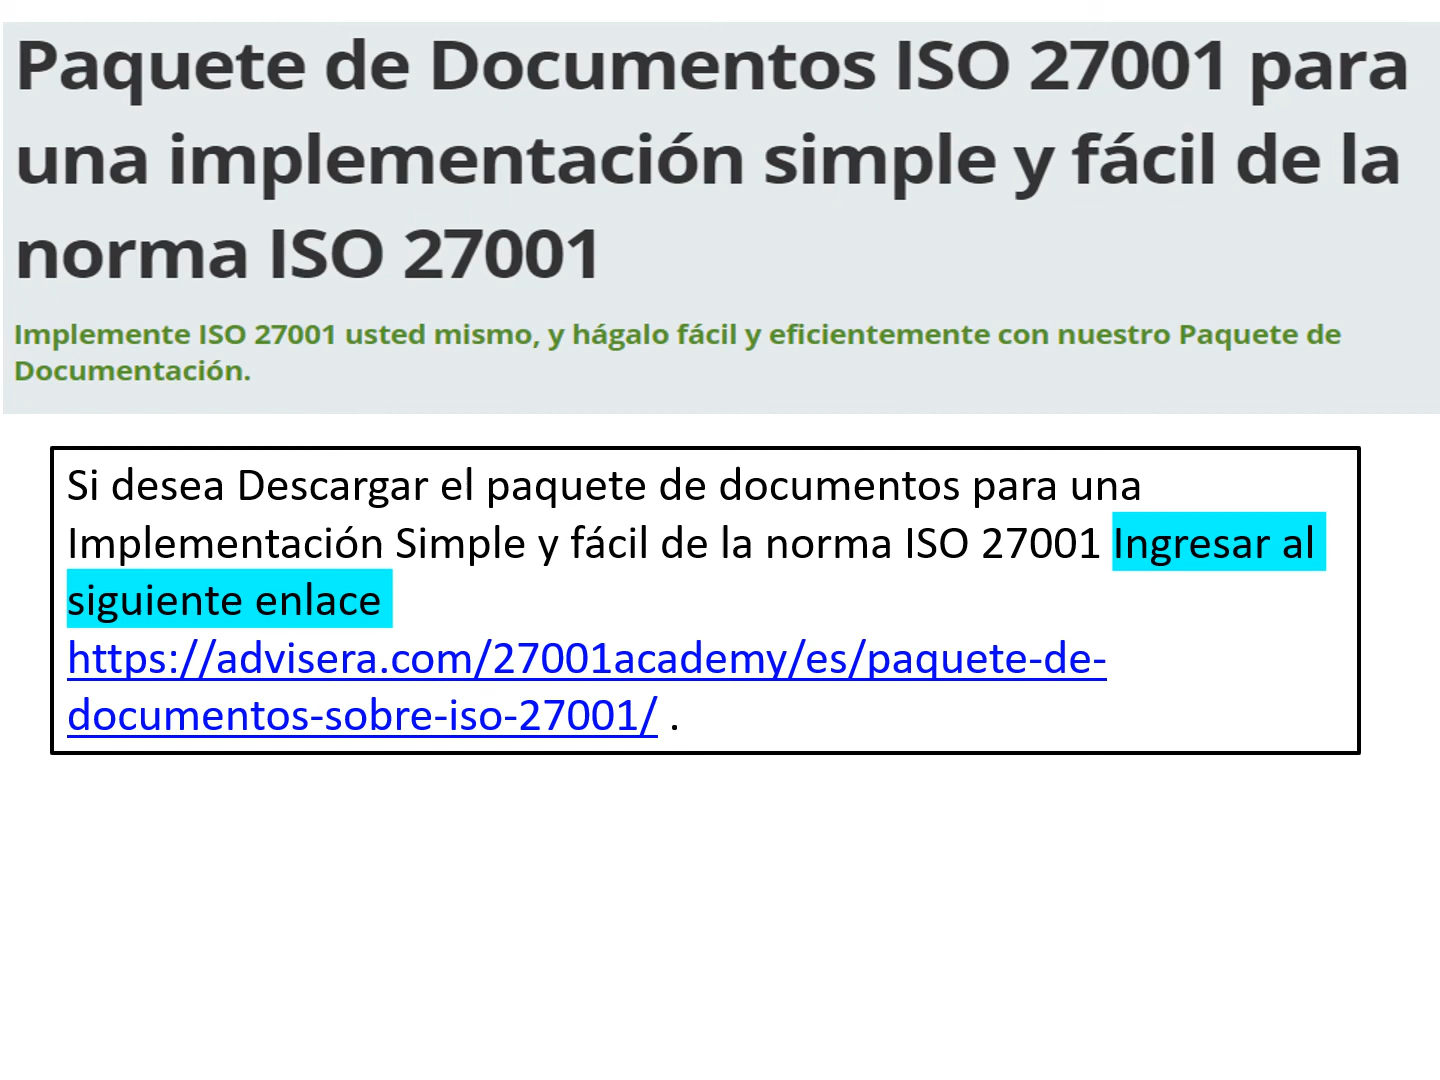 Paquete de Documentos ISO 27001 para
una implementación simple y fácil de la
norma ISO 27001
Implemente ISO 27001 usted mismo, y hágalo fácil y eficientemente con nuestro Paquete de
Documentación.
Si desea Descargar el paquete de documentos para una
Implementación Simple y fácil de la norma ISO 27001 Ingresar al
siguiente enlace
https://advisera.com/27001academy/es/paquete-de-
documentos-sobre-iso-27001/ .